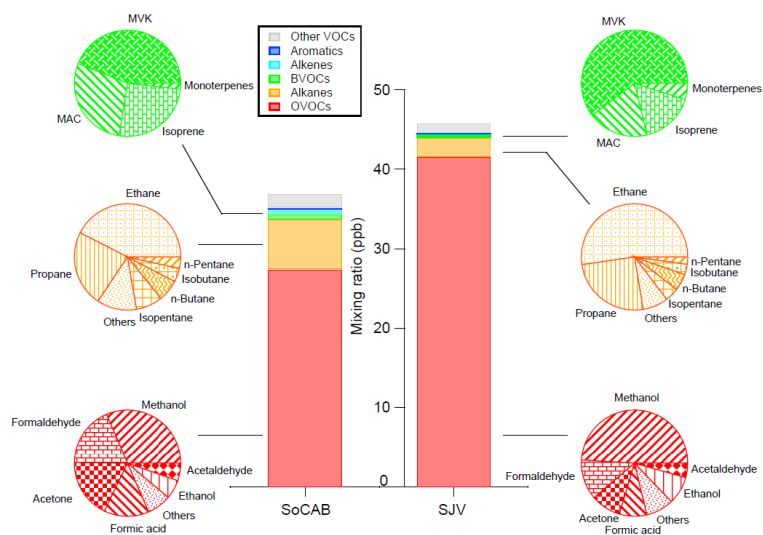 MVK
Monoterpenes
MAC
Isoprene
Ethane
n-Pentane
Propane
Isobutane
n-Butane
Others
Isopentane
Methanol
Formaldehyde
Acetaldehyde
Acetone
Ethanol
Others
Formic acid
Other VOCs
Aromatics
Alkenes
BVOCs
Alkanes
OVOCs
Mixing ratio (ppb)
50
40
30
20
10
0
SoCAB
SJV
MVK
Monoterpenes
Isoprene
MAC
Ethane
n-Pentane
Isobutane
n-Butane
Isopentane
Propane
Others
Methanol
Formaldehyde
Acetaldehyde
Ethanol
Acetone
Others
Formic acid